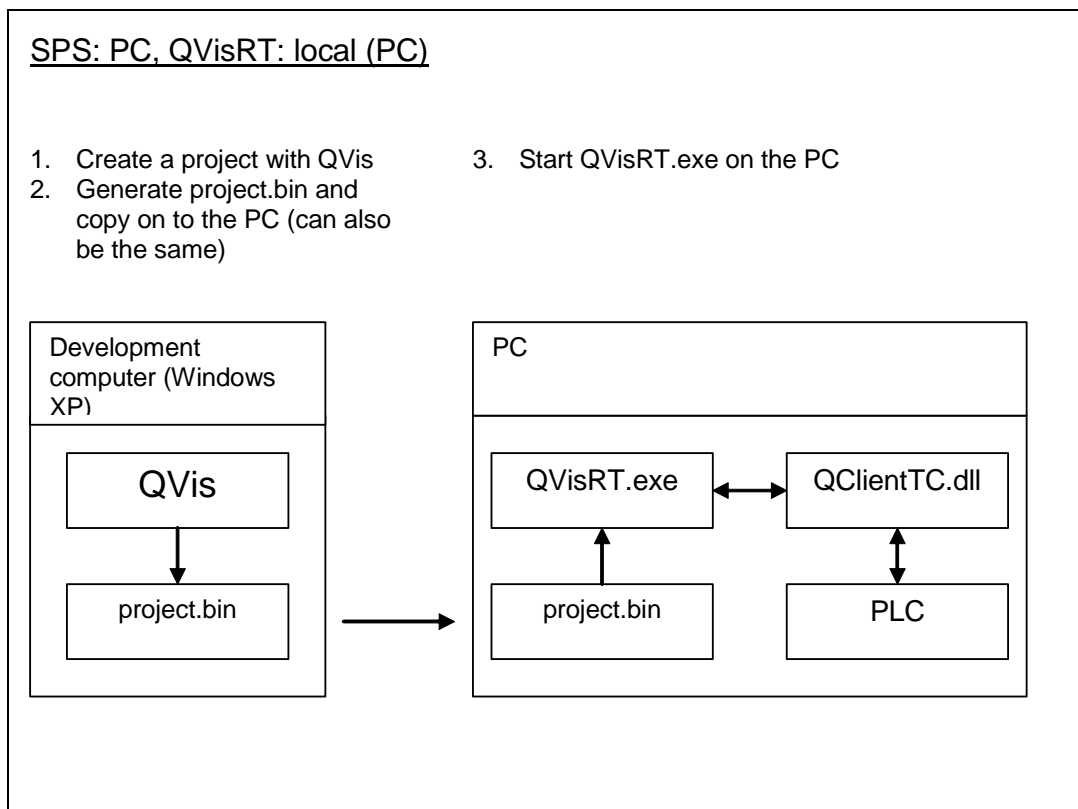 SPS: PC, QVisRT: local (PC)
1. Create a project with QVis
2. Generate project.bin and
copy on to the PC (can also
be the same)
3. Start QVisRT.exe on the PC
Development
computer (Windows
XP)
QVis
project.bin
PC
QVisRT.exe
QClientTC.dll
project.bin
PLC